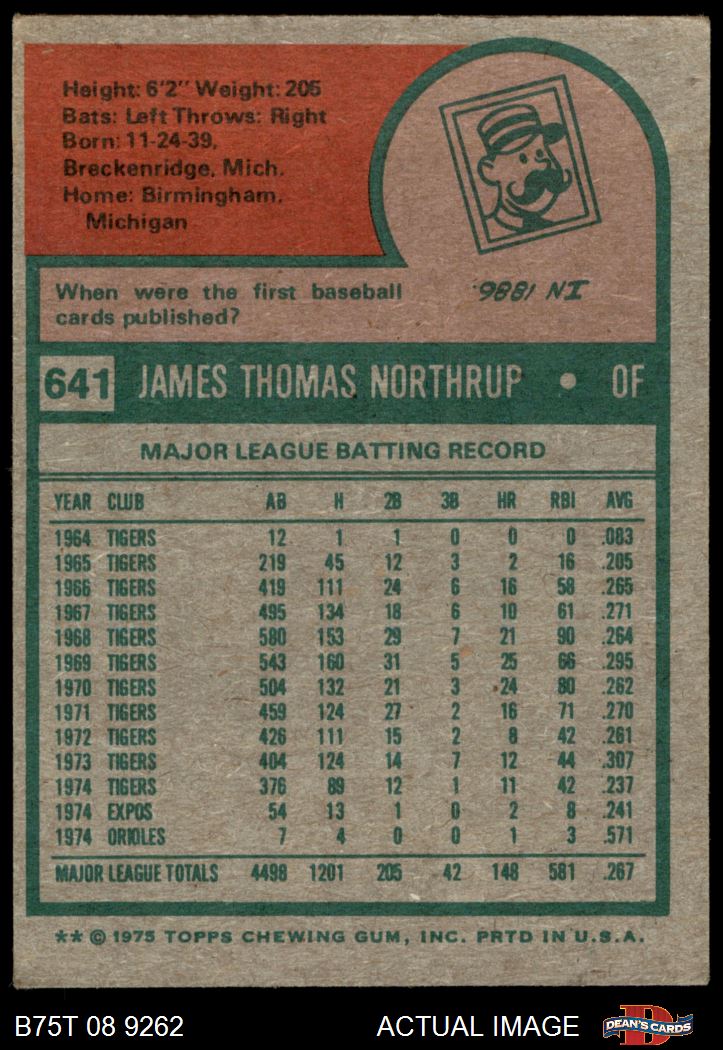 Height: 6'2" Weight: 205
Bats: Left Throws: Right
Born: 11-24-39,
Breckenridge, Mich.
Home: Birmingham,
Michigan
When were the first baseball
cards published?
IN 1886.
641 JAMES THOMAS NORTHRUP • OF
MAJOR LEAGUE BATTING RECORD
YEAR CLUB AB H 2B 3B HR RBI AVG
1964 TIGERS 12 1 1 0 0 0 .083
1965 TIGERS 219 45 12 3 2 16 .205
1966 TIGERS 419 111 24 6 16 58 .265
1967 TIGERS 495 134 18 6 10 61 .271
1968 TIGERS 580 153 29 7 21 90 .264
1969 TIGERS 543 160 31 5 25 66 .295
1970 TIGERS 504 132 21 3 24 80 .262
1971 TIGERS 459 124 27 2 16 71 .270
1972 TIGERS 426 111 15 2 8 42 .261
1973 TIGERS 404 124 14 7 12 44 .307
1974 TIGERS 376 89 12 1 11 42 .237
1974 EXPOS 54 13 1 0 2 8 .241
1974 ORIOLES 7 4 0 0 1 3 .571
MAJOR LEAGUE TOTALS 4498 1201 205 42 148 581 .267
** © 1975 TOPPS CHEWING GUM, INC. PRTD IN U.S.A.
B75T 08 9262 ACTUAL IMAGE
D
DEAN'S CARDS